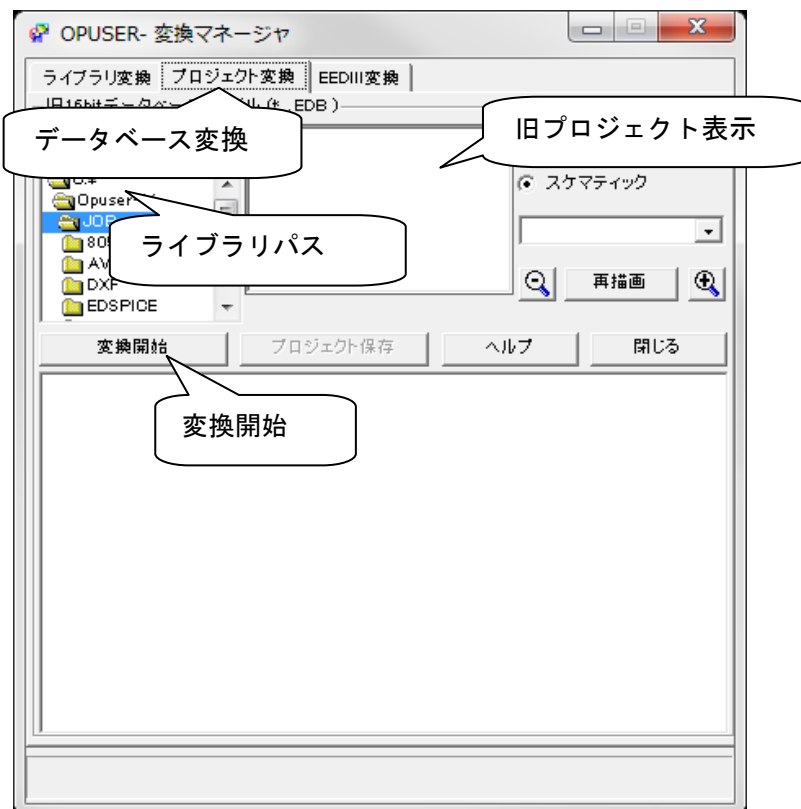 OPUSER- 変換マネージャ
ライブラリ変換 プロジェクト変換 EEDIII変換
旧16bitデータベース (*. EDB )
データベース変換
旧プロジェクト表示
スケマティック
Opuser
JOB
ライブラリパス
AV
DXF
EDSPICE
再描画
変換開始 プロジェクト保存 ヘルプ 閉じる
変換開始